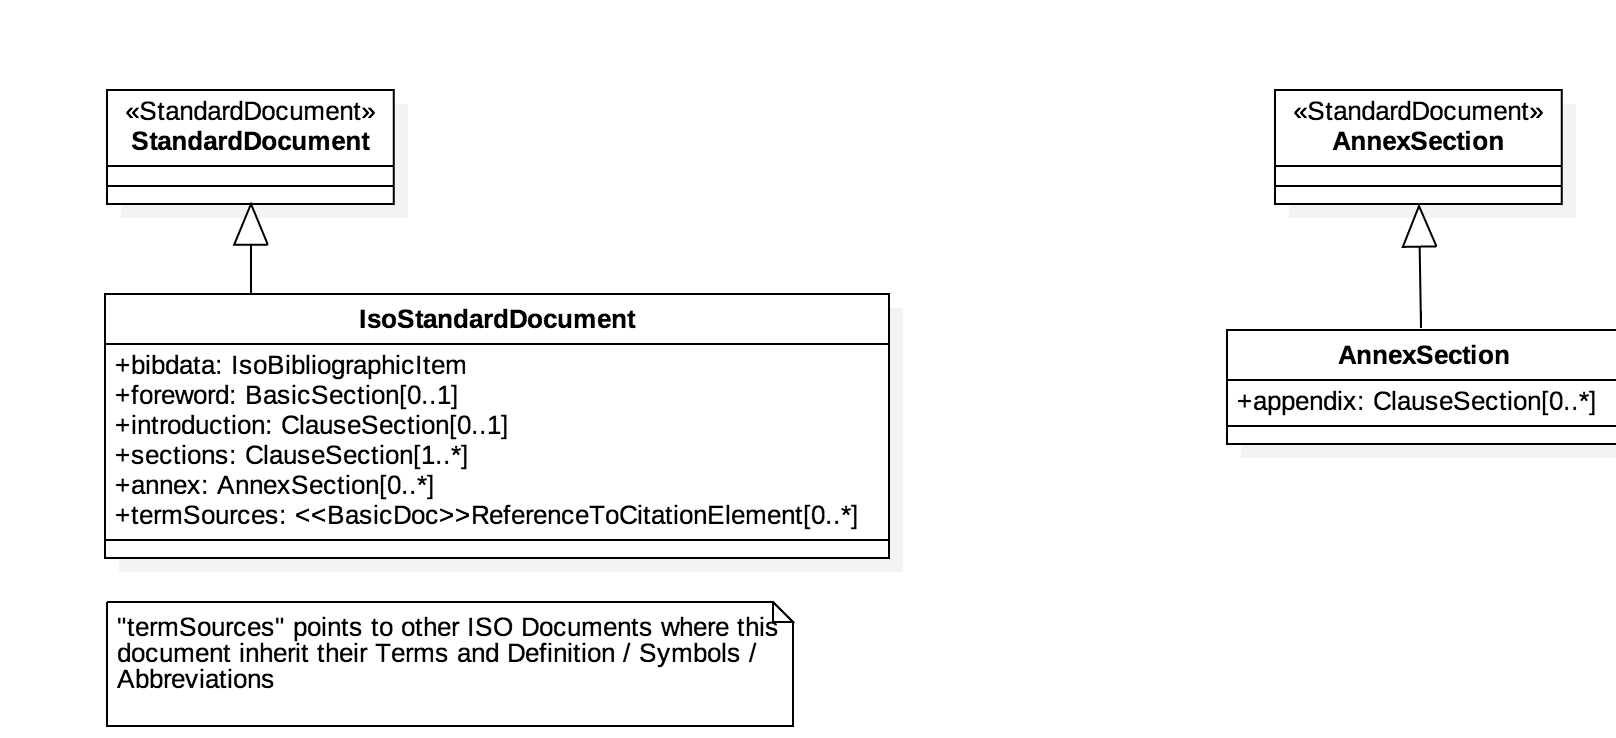 «StandardDocument»
StandardDocument
IsoStandardDocument
+bibdata: IsoBibliographicItem
+foreword: BasicSection[0..1]
+introduction: ClauseSection[0..1]
+sections: ClauseSection[1..*]
+annex: AnnexSection[0..*]
+termSources: <<BasicDoc>>ReferenceToCitationElement[0..*]
"termSources" points to other ISO Documents where this
document inherit their Terms and Definition / Symbols /
Abbreviations
«StandardDocument»
AnnexSection
AnnexSection
+appendix: ClauseSection[0..*]